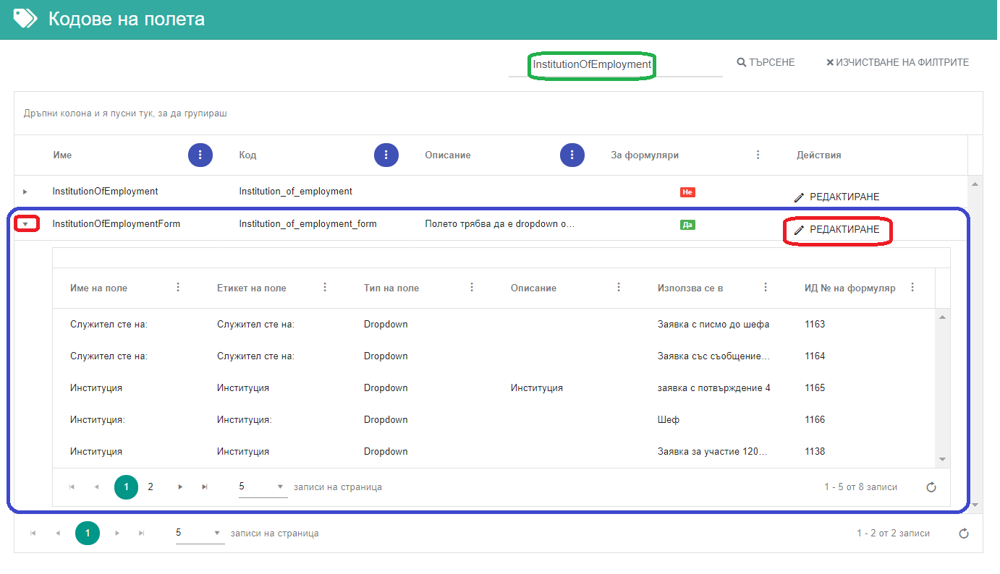 Кодове на полета
InstitutionOfEmployment ТЪРСЕНЕ ИЗЧИСТВАНЕ НА ФИЛТРИТЕ
Дръпни колона и я пусни тук, за да групираш
Име Код Описание За формуляри Действия
InstitutionOfEmployment Institution_of_employment Не РЕДАКТИРАНЕ
InstitutionOfEmploymentForm Institution_of_employment_form Полето трябва да е dropdown о... Да РЕДАКТИРАНЕ
Име на поле Етикет на поле Тип на поле Описание Използва се в ИД № на формуляр
Служител сте на: Служител сте на: Dropdown Заявка с писмо до шефа 1163
Служител сте на: Служител сте на: Dropdown Заявка със съобщение... 1164
Институция Институция Dropdown Институция заявка с потвърждение 4 1165
Институция: Институция: Dropdown Шеф 1166
Институция Институция Dropdown Заявка за участие 120... 1138
1 2 5 записи на страница 1 - 5 от 8 записи
1 5 записи на страница 1 - 2 от 2 записи